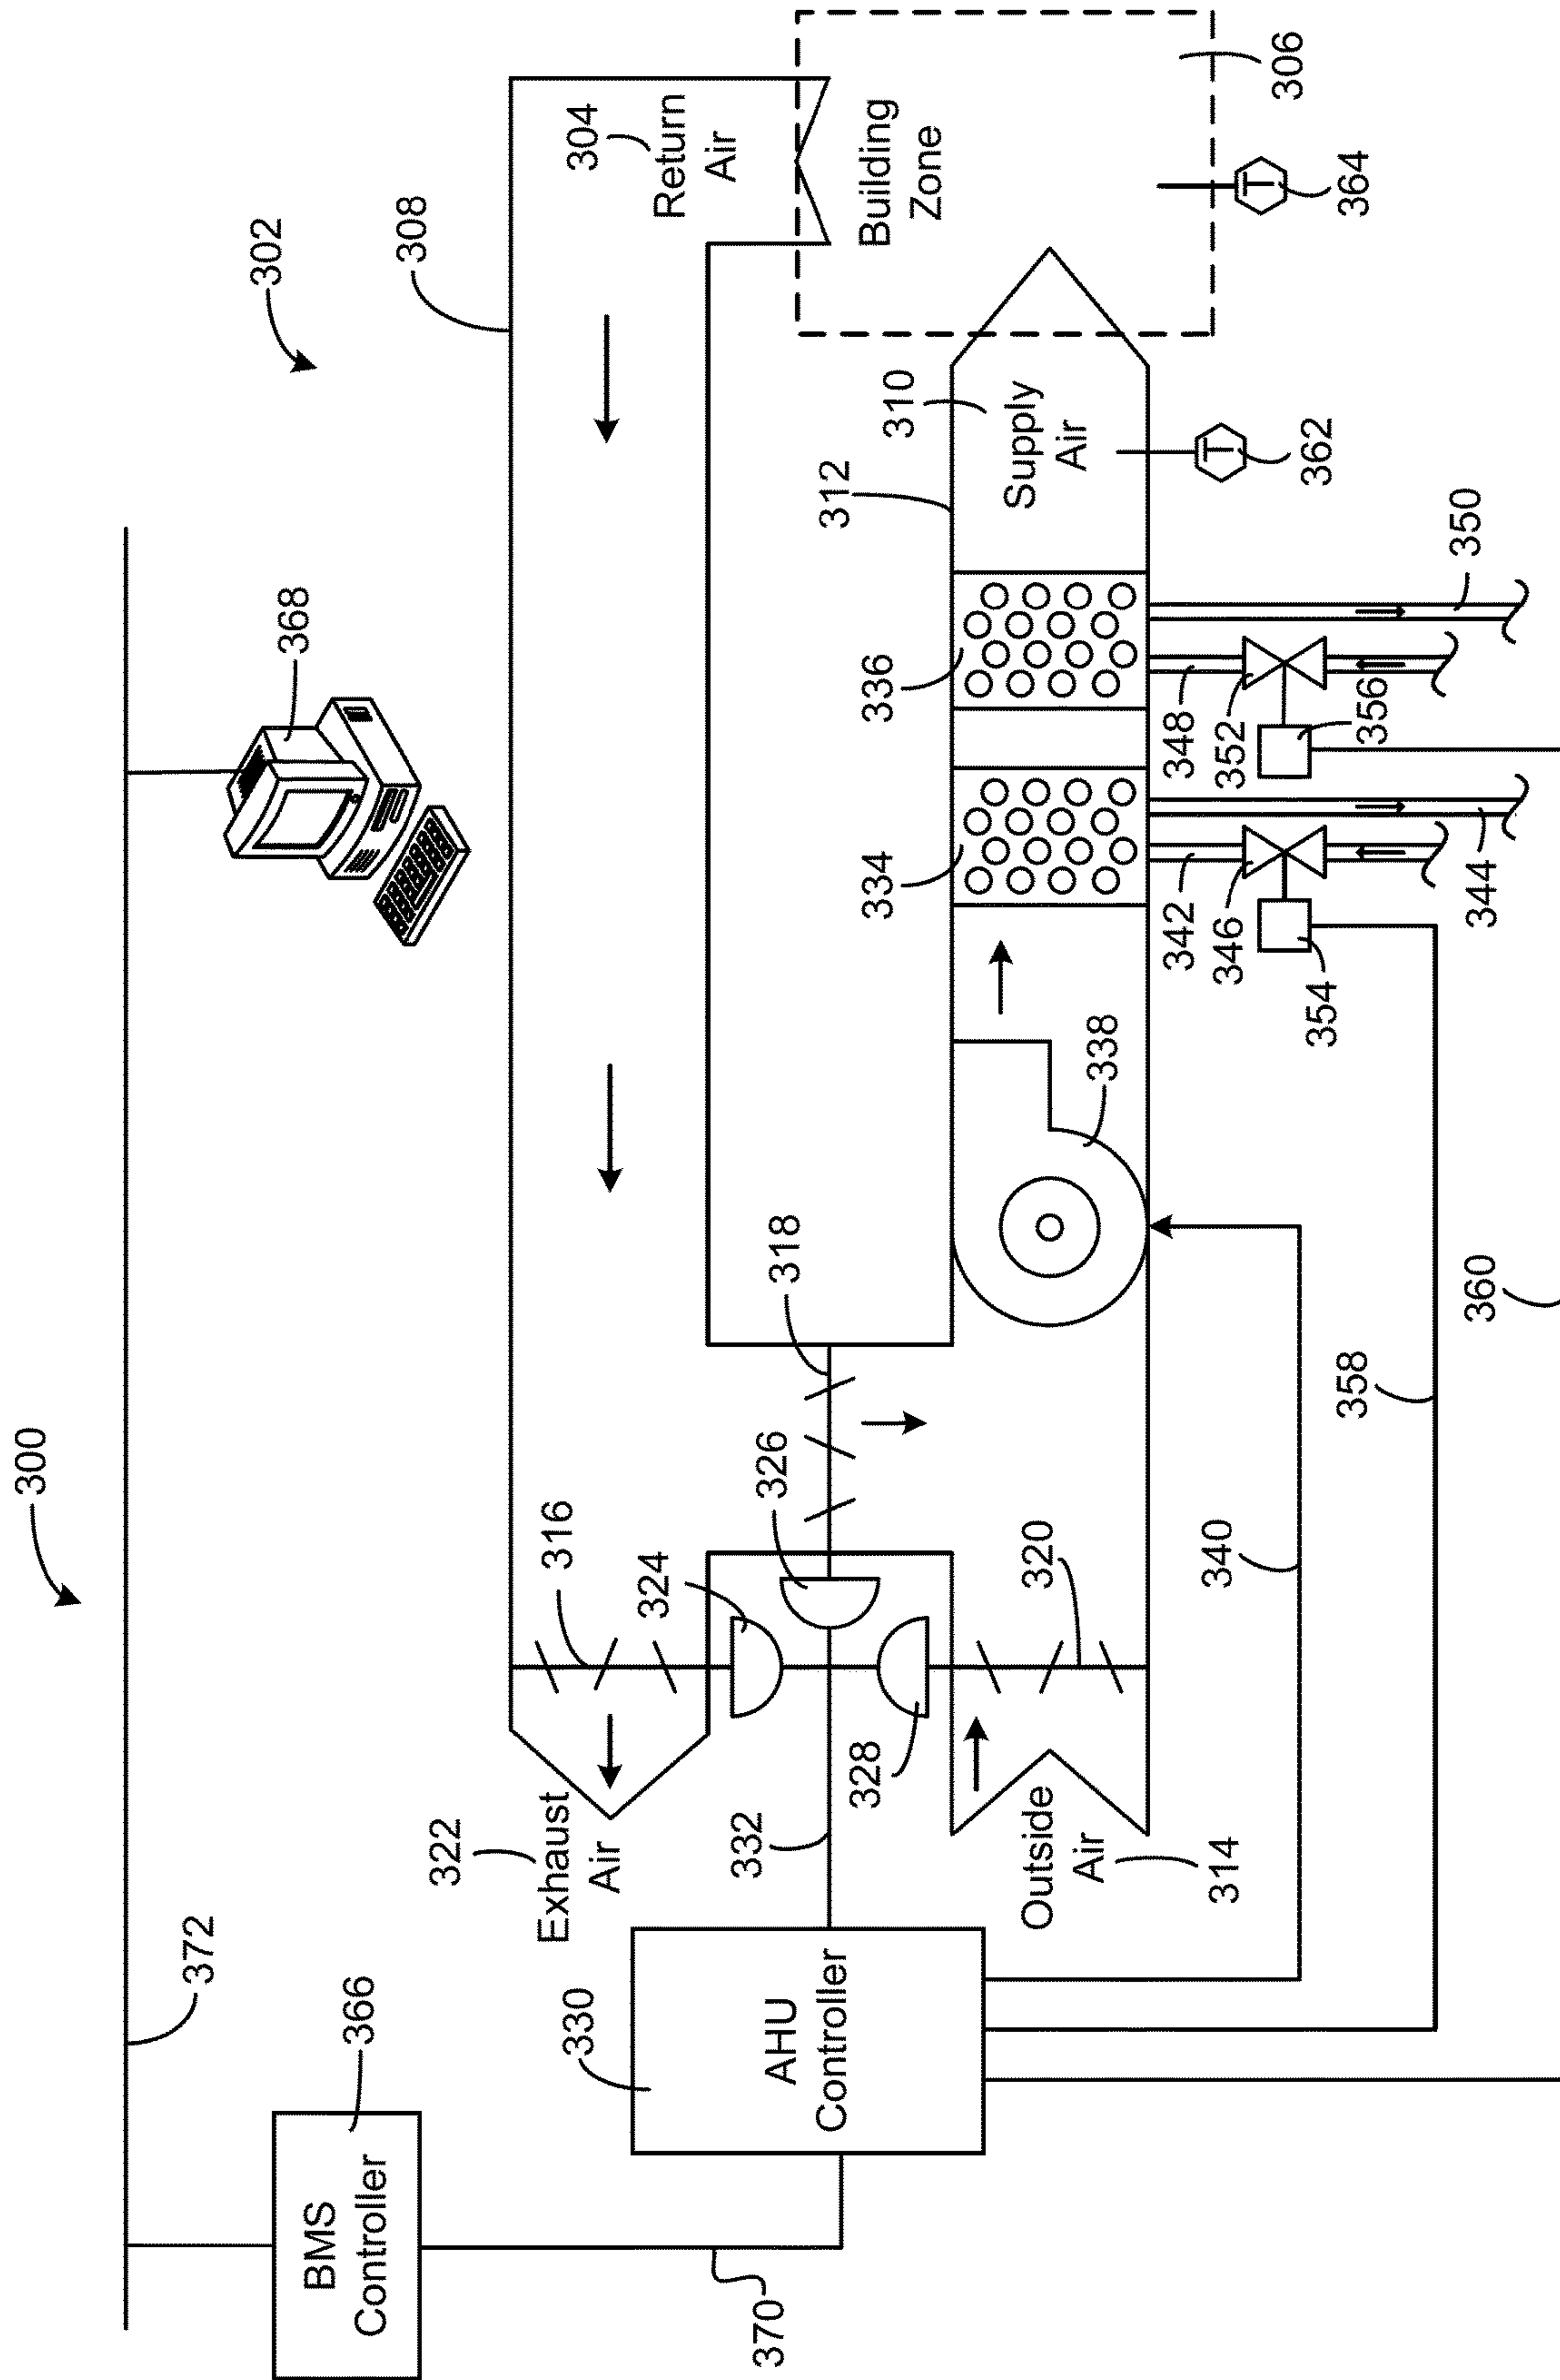 300
372
BMS
Controller
366
368
302
370
330
AHU
Controller
322
Exhaust
Air
316
324
326
332
328
318
308
304
Return
Air
Building
Zone
306
364
T
Outside
Air
314
320
338
334
336
312
310
Supply
Air
T
362
340
342
346
354
344
348
352
356
350
358
360